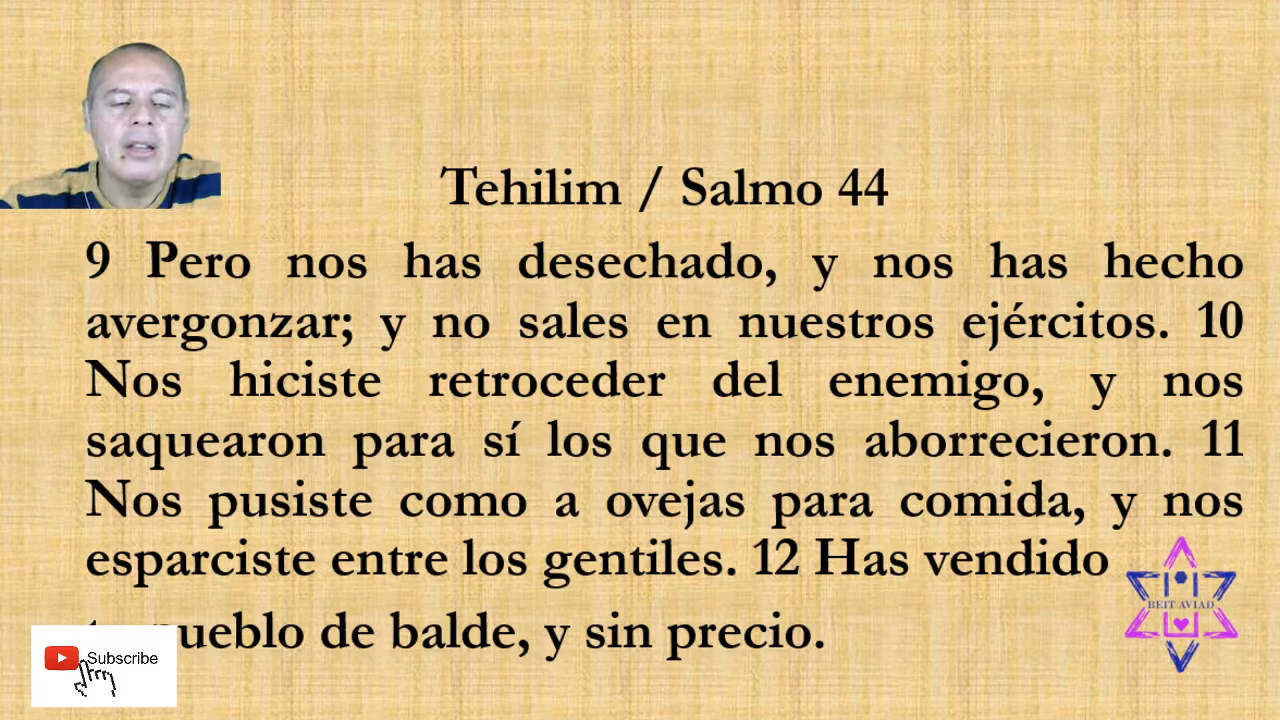 Tehilim / Salmo 44
9 Pero nos has desechado, y nos has hecho
avergonzar; y no sales en nuestros ejércitos. 10
Nos hiciste retroceder del enemigo, y nos
saquearon para sí los que nos aborrecieron. 11
Nos pusiste como a ovejas para comida, y nos
esparciste entre los gentiles. 12 Has vendido
pueblo de balde, y sin precio.
BEIT AVIAD
Subscribe